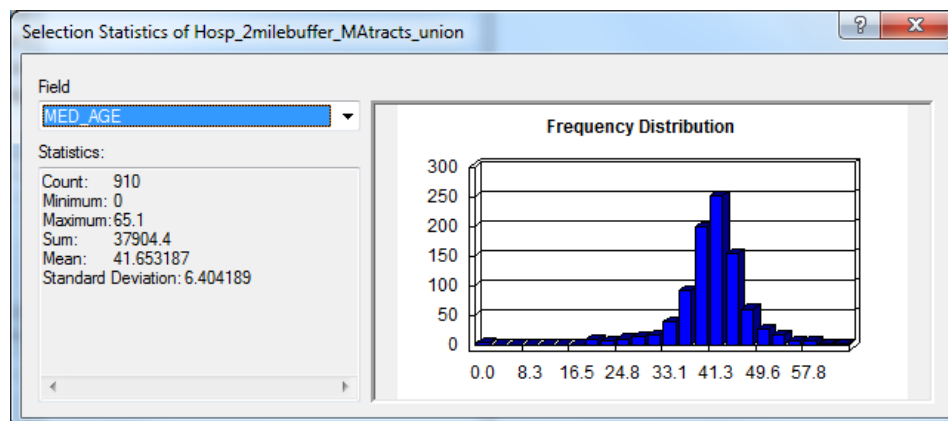 Selection Statistics of Hosp_2milebuffer_MAtracts_union
Field
MED_AGE
Statistics:
Count: 910
Minimum: 0
Maximum: 65.1
Sum: 37904.4
Mean: 41.653187
Standard Deviation: 6.404189
Frequency Distribution
300
250
200
150
100
50
0
0.0 8.3 16.5 24.8 33.1 41.3 49.6 57.8